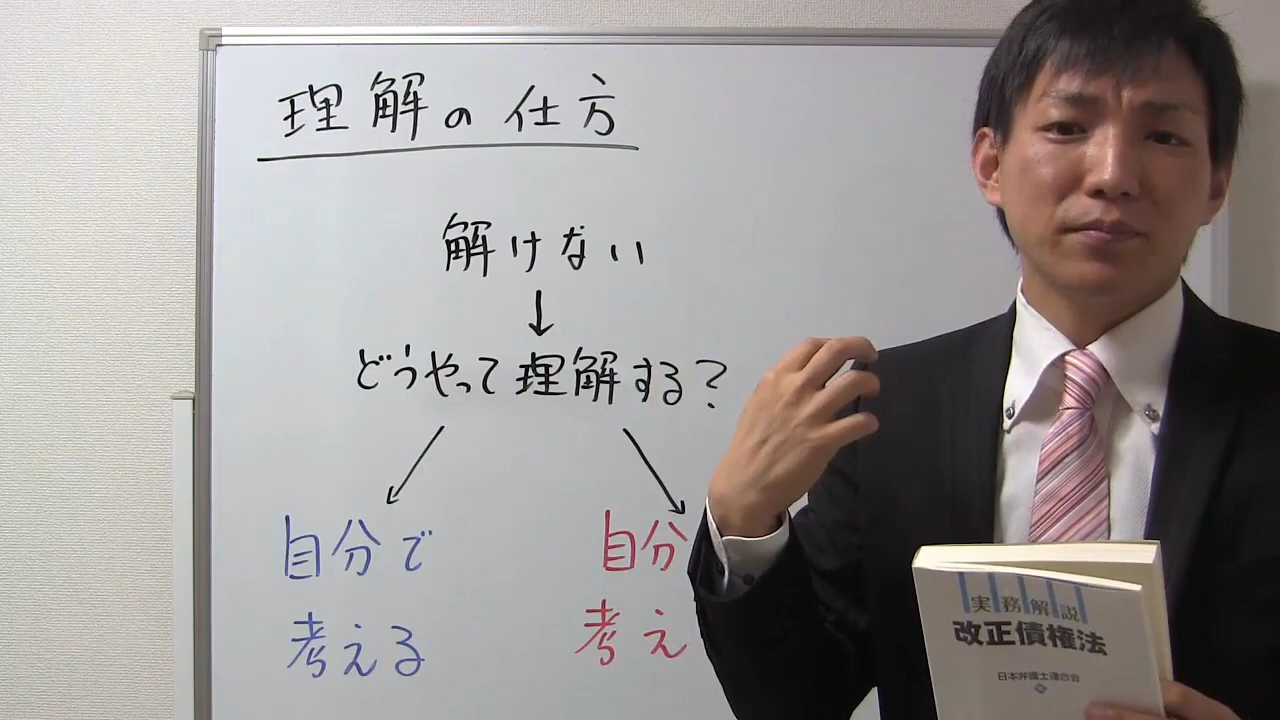 理解の仕方
解けない
↓
どうやって理解する?
自分で
考える
自分
考え
実務解説
改正債権法
日本弁護士連合会